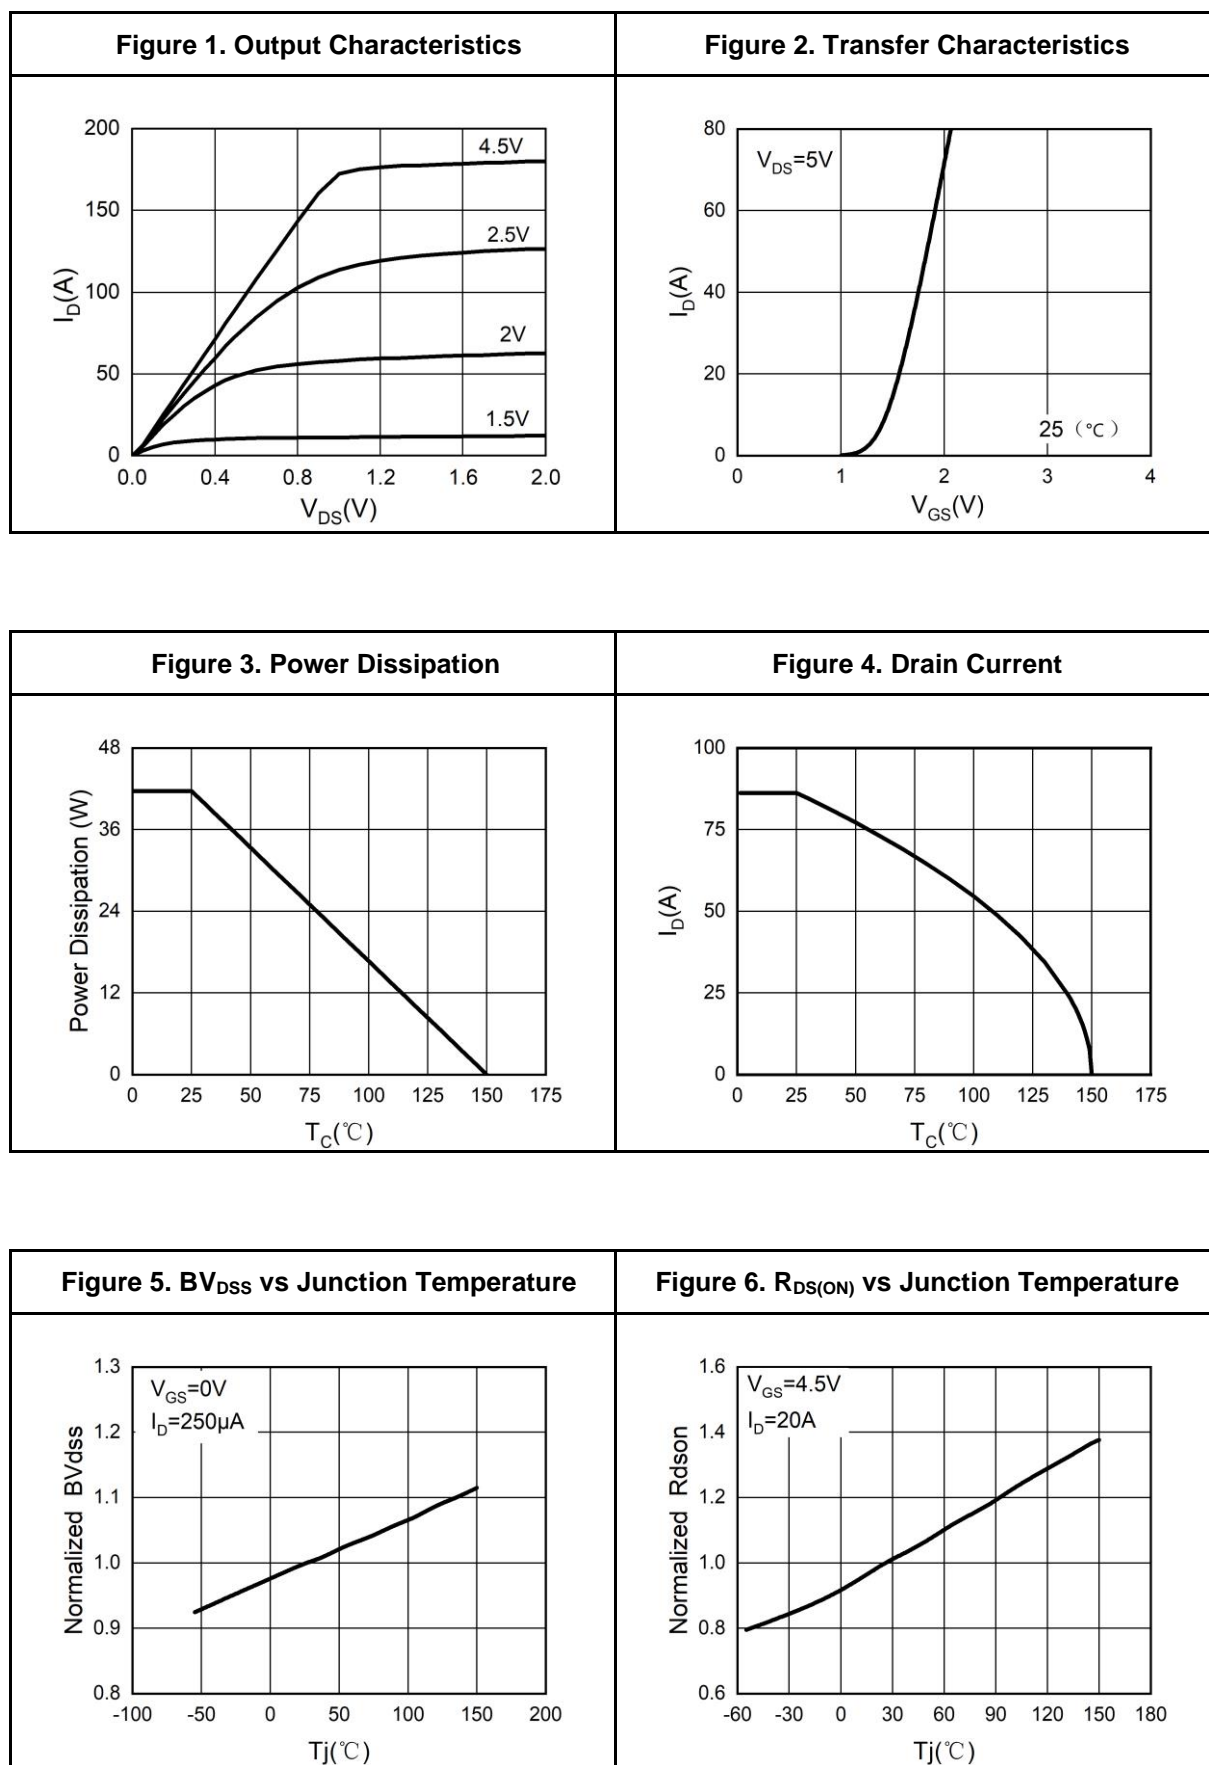 Figure 1. Output Characteristics
Figure 2. Transfer Characteristics
200
150
100
50
0
I_D(A)
4.5V
2.5V
2V
1.5V
0.0 0.4 0.8 1.2 1.6 2.0
V_DS(V)
80
60
40
20
0
I_D(A)
V_DS=5V
25（℃）
0 1 2 3 4
V_GS(V)
Figure 3. Power Dissipation
Figure 4. Drain Current
48
36
24
12
0
Power Dissipation (W)
0 25 50 75 100 125 150 175
T_C(℃)
100
75
50
25
0
I_D(A)
0 25 50 75 100 125 150 175
T_C(℃)
Figure 5. BV_DSS vs Junction Temperature
Figure 6. R_DS(ON) vs Junction Temperature
1.3
1.2
1.1
1.0
0.9
0.8
Normalized BVdss
V_GS=0V
I_D=250μA
-100 -50 0 50 100 150 200
Tj(℃)
1.6
1.4
1.2
1.0
0.8
0.6
Normalized Rdson
V_GS=4.5V
I_D=20A
-60 -30 0 30 60 90 120 150 180
Tj(℃)